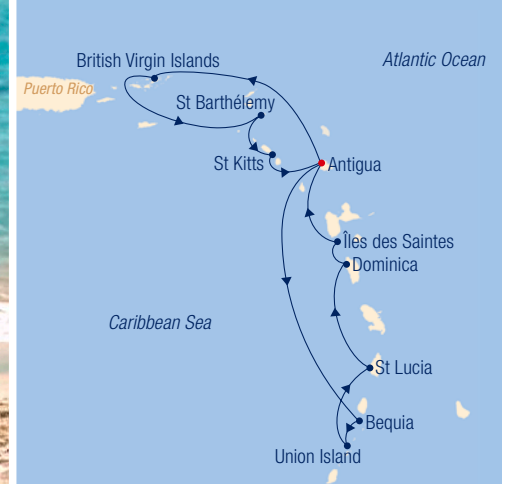 British Virgin Islands
Atlantic Ocean
Puerto Rico
St Barthélemy
St Kitts
Antigua
Îles des Saintes
Dominica
Caribbean Sea
St Lucia
Bequia
Union Island